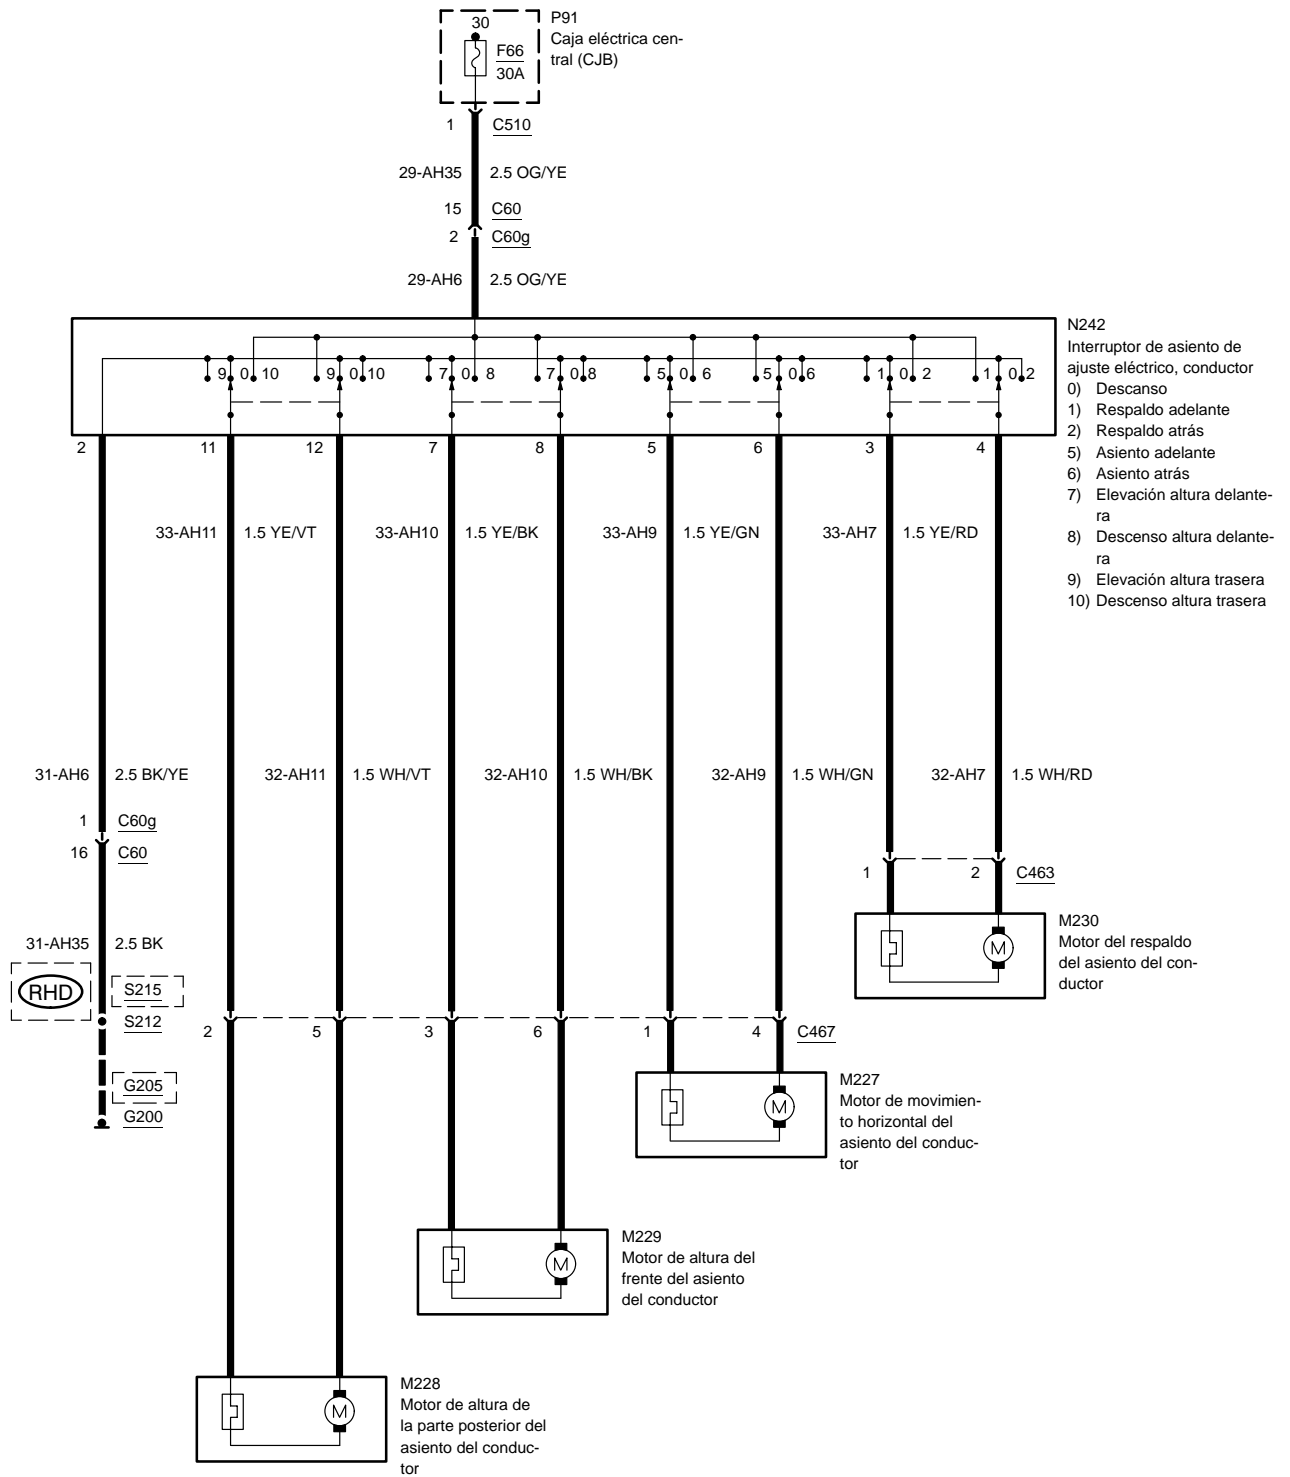 30
P91
Caja eléctrica cen-
tral (CJB)
F66
30A
1 C510
29-AH35 2.5 OG/YE
15 C60
2 C60g
29-AH6 2.5 OG/YE
N242
Interruptor de asiento de
ajuste eléctrico, conductor
0) Descanso
1) Respaldo adelante
2) Respaldo atrás
5) Asiento adelante
6) Asiento atrás
7) Elevación altura delante-
ra
8) Descenso altura delante-
ra
9) Elevación altura trasera
10) Descenso altura trasera
9 0 10 9 0 10 7 0 8 7 0 8 5 0 6 5 0 6 1 0 2 1 0 2
2 11 12 7 8 5 6 3 4
33-AH11 1.5 YE/VT 33-AH10 1.5 YE/BK 33-AH9 1.5 YE/GN 33-AH7 1.5 YE/RD
31-AH6 2.5 BK/YE 32-AH11 1.5 WH/VT 32-AH10 1.5 WH/BK 32-AH9 1.5 WH/GN 32-AH7 1.5 WH/RD
1 C60g
16 C60
1 2 C463
31-AH35 2.5 BK
M230
Motor del respaldo
del asiento del con-
ductor
M
RHD
S215
S212
2 5 3 6 1 4 C467
G205
G200
M227
Motor de movimien-
to horizontal del
asiento del conduc-
tor
M
M229
Motor de altura del
frente del asiento
del conductor
M
M228
Motor de altura de
la parte posterior del
asiento del conduc-
tor
M